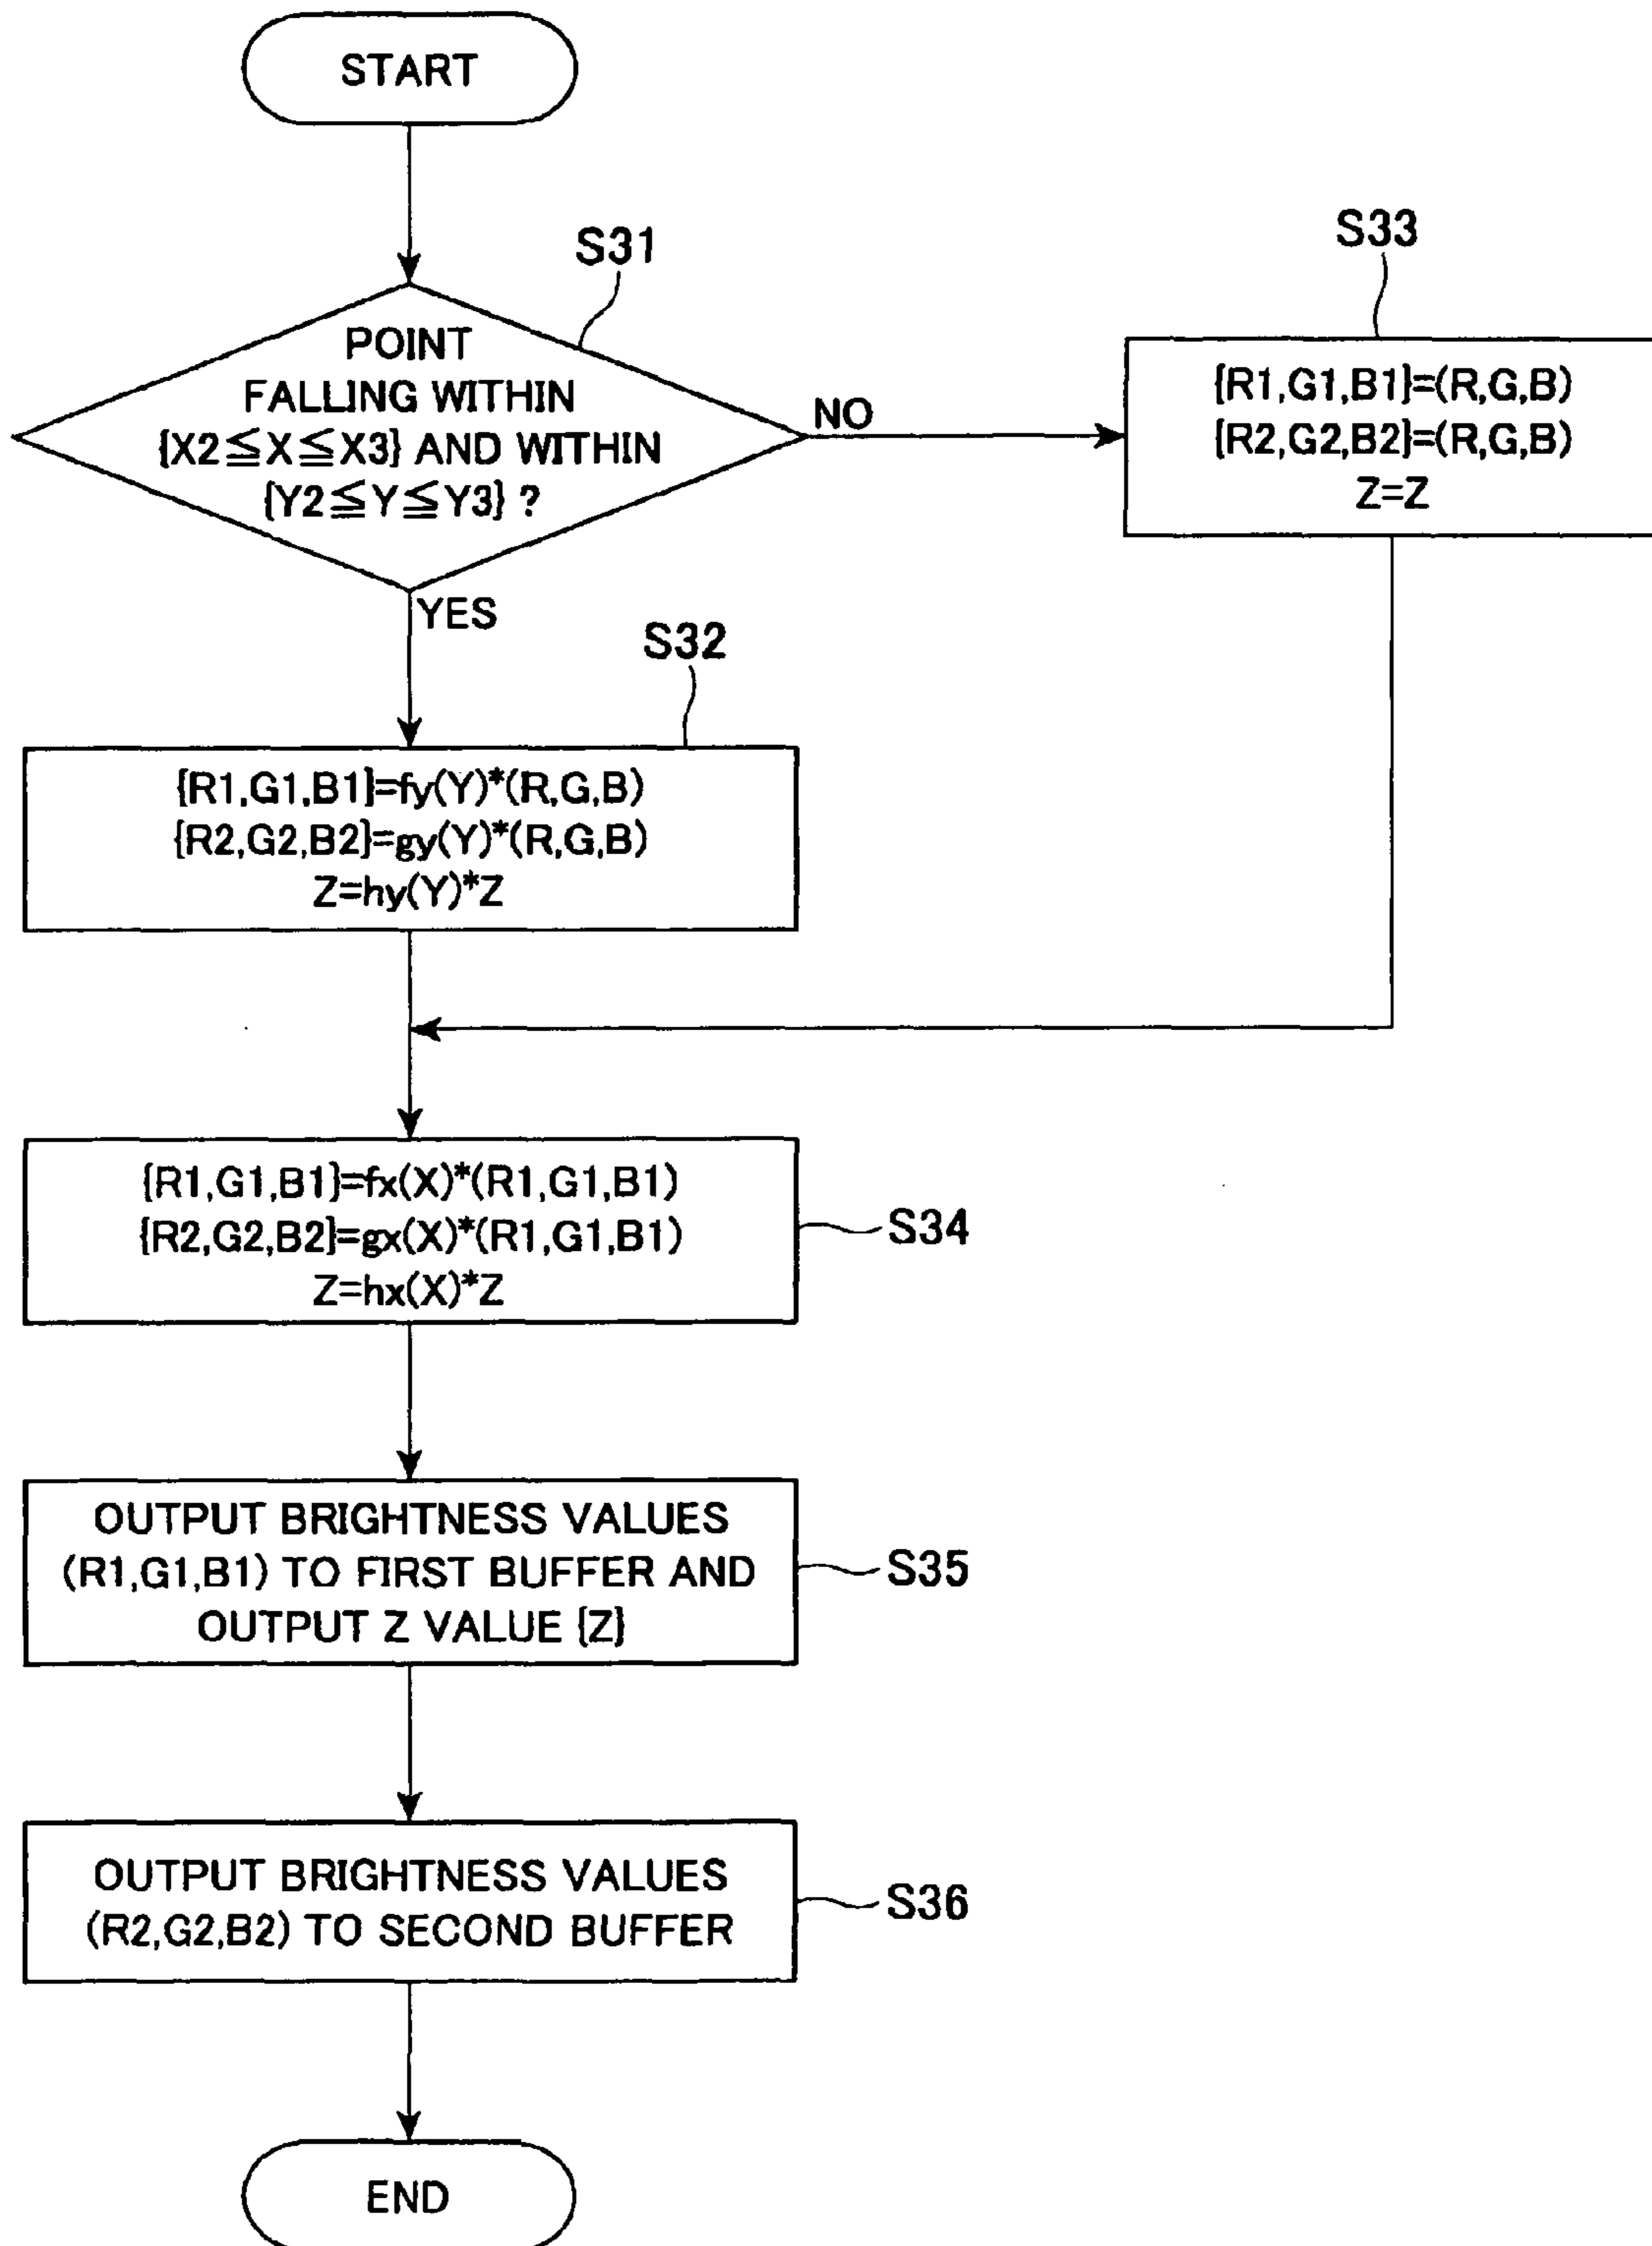 START
S31
POINT
FALLING WITHIN
{X2≦X≦X3} AND WITHIN
{Y2≦Y≦Y3} ?
NO
S33
{R1,G1,B1}=(R,G,B)
{R2,G2,B2}=(R,G,B)
Z=Z
YES
S32
{R1,G1,B1}=fy(Y)*(R,G,B)
{R2,G2,B2}=gy(Y)*(R,G,B)
Z=hy(Y)*Z
{R1,G1,B1}=fx(X)*(R1,G1,B1)
{R2,G2,B2}=gx(X)*(R1,G1,B1)
Z=hx(X)*Z
S34
OUTPUT BRIGHTNESS VALUES
(R1,G1,B1) TO FIRST BUFFER AND
OUTPUT Z VALUE {Z}
S35
OUTPUT BRIGHTNESS VALUES
(R2,G2,B2) TO SECOND BUFFER
S36
END